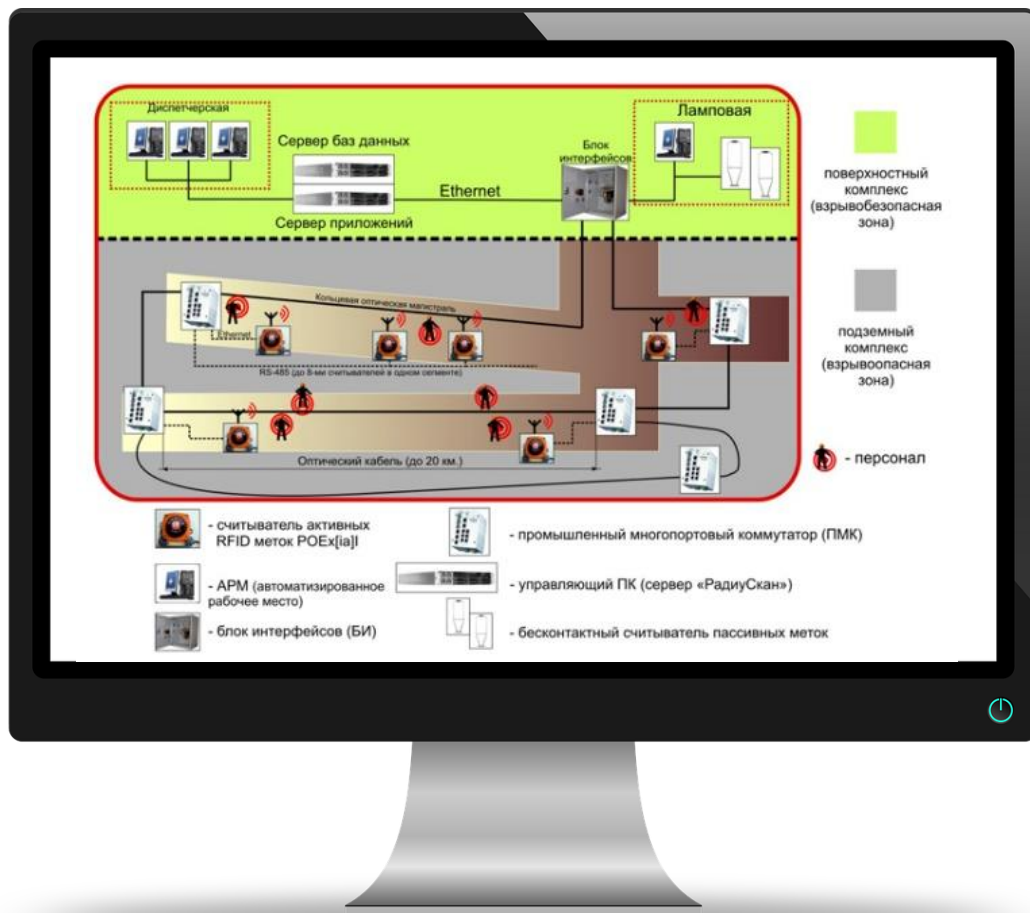 Диспетчерская
Ламповая
Сервер баз данных
Блок
интерфейсов
Ethernet
Сервер приложений
поверхностный
комплекс
(взрывобезопасная
зона)
Кольцевая оптическая магистраль
Ethernet
RS-485 (до 8-ми считывателей в одном сегменте)
подземный
комплекс
(взрывоопасная
зона)
Оптический кабель (до 20 км.)
- персонал
- считыватель активных
RFID меток POEx[ia]I
- промышленный многопортовый коммутатор (ПМК)
- АРМ (автоматизированное
рабочее место)
- управляющий ПК (сервер «РадиуСкан»)
- блок интерфейсов (БИ)
- бесконтактный считыватель пассивных меток